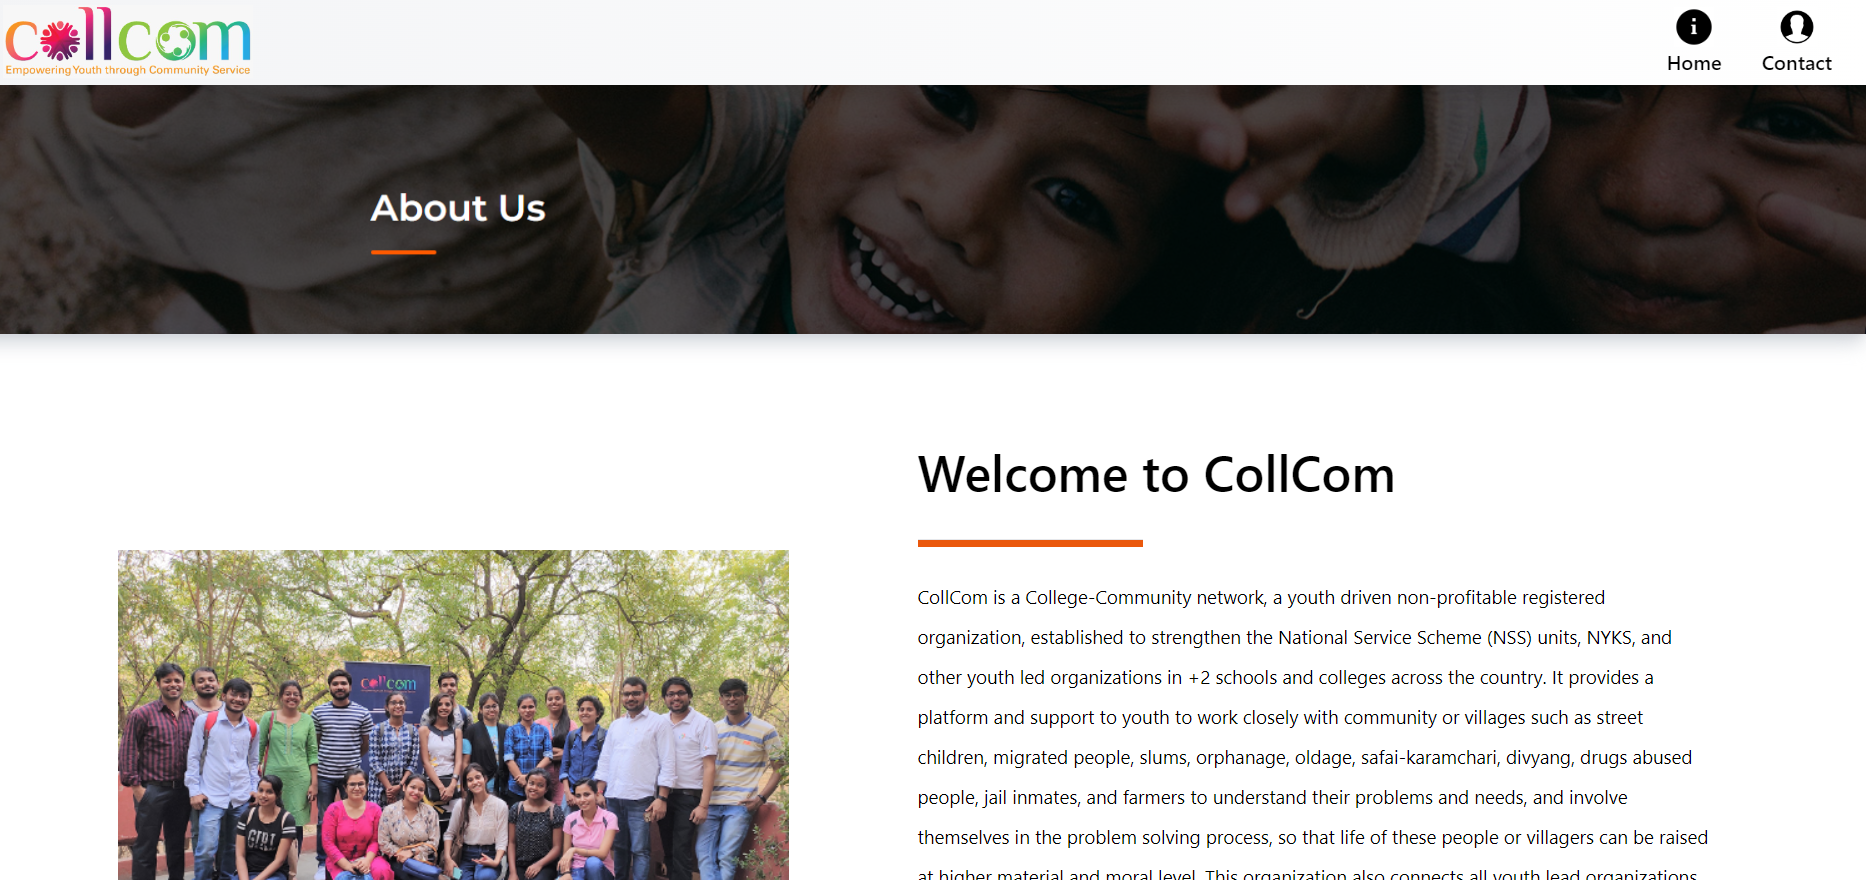 collcom
Empowering Youth through Community Service
Home
Contact
About Us
Welcome to CollCom
CollCom is a College-Community network, a youth driven non-profitable registered
organization, established to strengthen the National Service Scheme (NSS) units, NYKS, and
other youth led organizations in +2 schools and colleges across the country. It provides a
platform and support to youth to work closely with community or villages such as street
children, migrated people, slums, orphanage, oldage, safai-karamchari, divyang, drugs abused
people, jail inmates, and farmers to understand their problems and needs, and involve
themselves in the problem solving process, so that life of these people or villagers can be raised
at higher material and moral level. This organization also connects all youth lead organizations
collcom